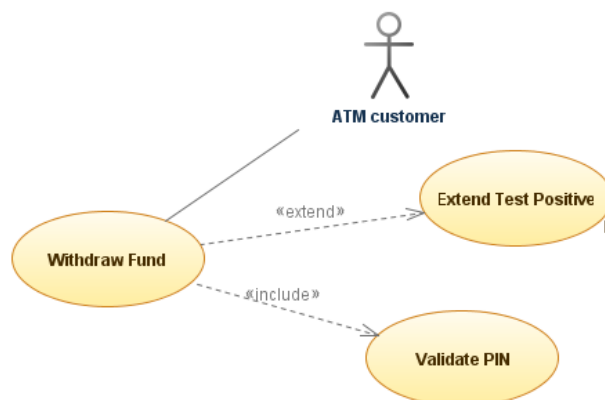 ATM customer
«extend»
Extend Test Positive
Withdraw Fund
«include»
Validate PIN